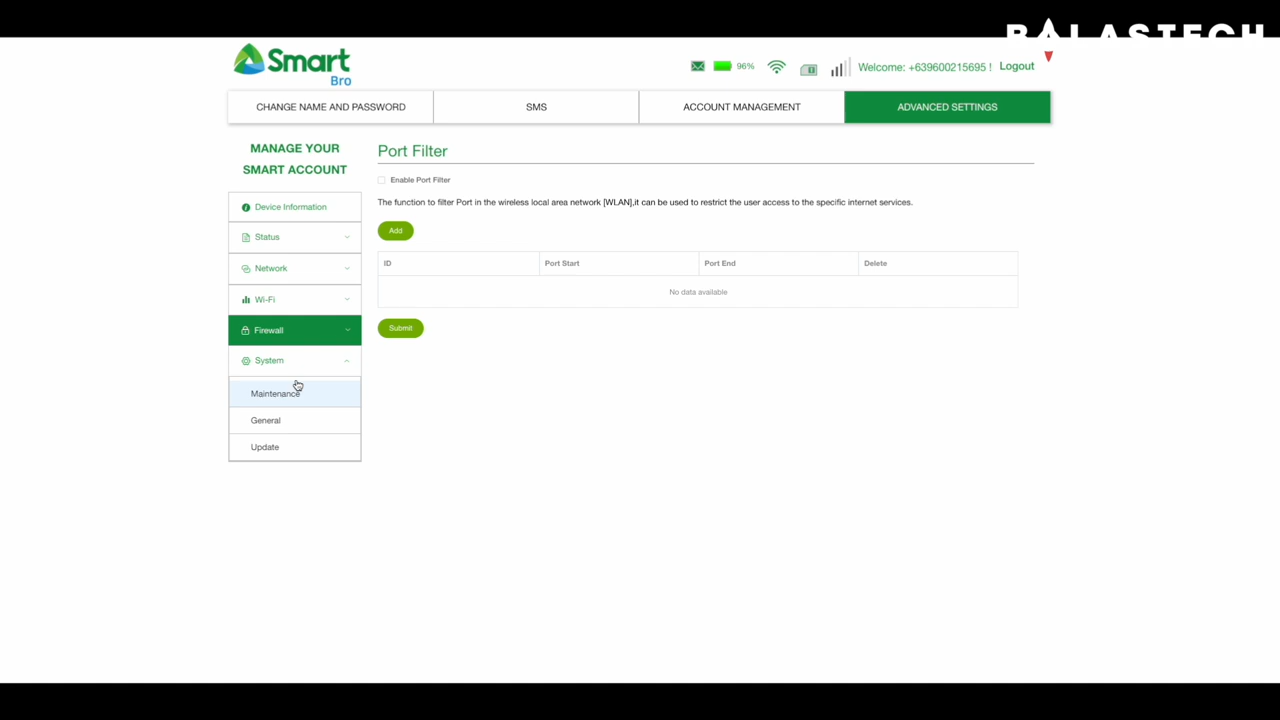 BALASTECH
Smart
Bro
96%
Welcome: +639600215695 !
Logout
CHANGE NAME AND PASSWORD
SMS
ACCOUNT MANAGEMENT
ADVANCED SETTINGS
MANAGE YOUR
SMART ACCOUNT
Device Information
Status
Network
Wi-Fi
Firewall
System
Maintenance
General
Update
Port Filter
Enable Port Filter
The function to filter Port in the wireless local area network [WLAN],it can be used to restrict the user access to the specific internet services.
Add
ID
Port Start
Port End
Delete
No data available
Submit